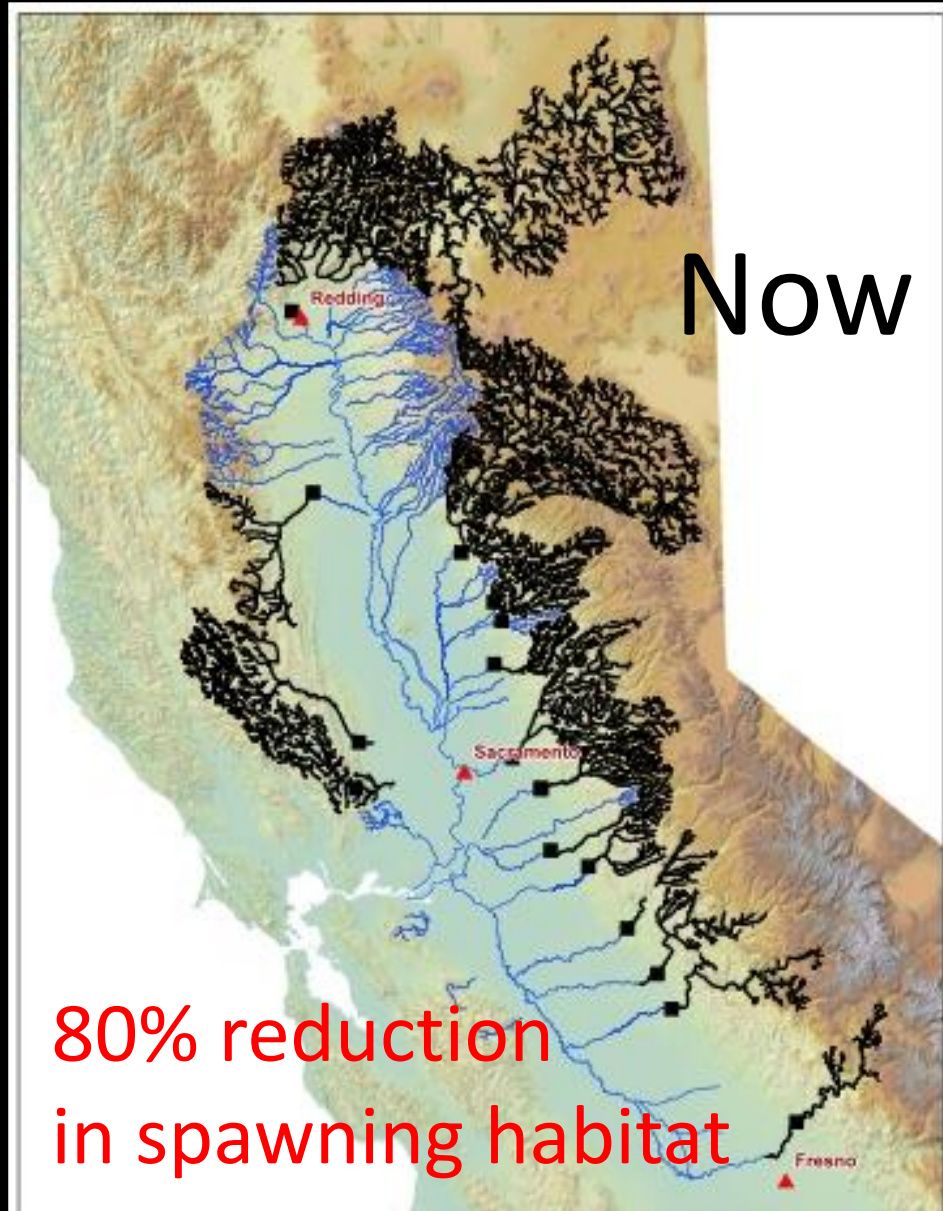 Now
Redding
Sacramento
80% reduction
in spawning habitat
Fresno